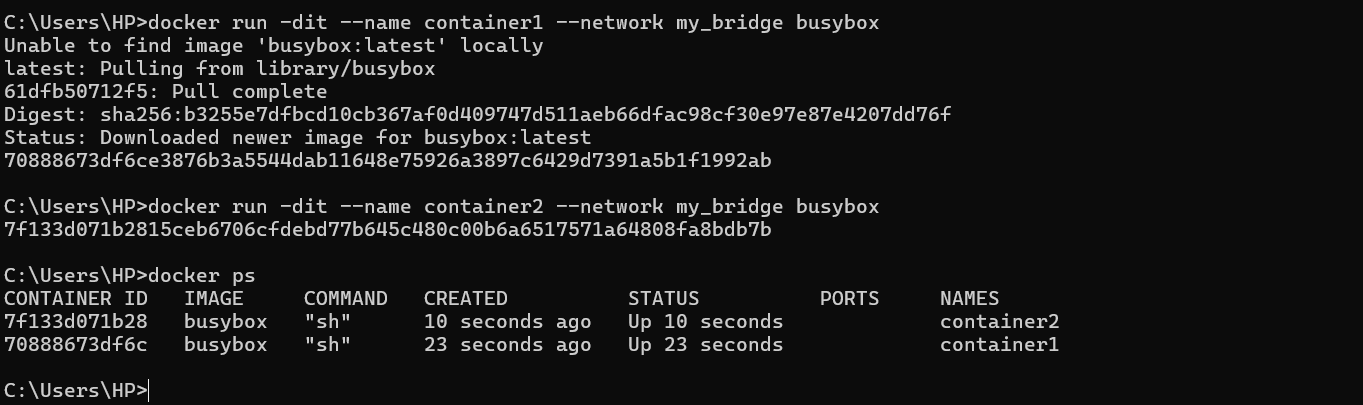 C:\Users\HP>docker run -dit --name container1 --network my_bridge busybox
Unable to find image 'busybox:latest' locally
latest: Pulling from library/busybox
61dfb50712f5: Pull complete
Digest: sha256:b3255e7dfbcd10cb367af0d409747d511aeb66dfac98cf30e97e87e4207dd76f
Status: Downloaded newer image for busybox:latest
70888673df6ce3876b3a5544dab11648e75926a3897c6429d7391a5b1f1992ab
C:\Users\HP>docker run -dit --name container2 --network my_bridge busybox
7f133d071b2815ceb6706cfdebd77b645c480c00b6a6517571a64808fa8bdb7b
C:\Users\HP>docker ps
CONTAINER ID   IMAGE     COMMAND   CREATED          STATUS          PORTS     NAMES
7f133d071b28   busybox   "sh"      10 seconds ago   Up 10 seconds             container2
70888673df6c   busybox   "sh"      23 seconds ago   Up 23 seconds             container1
C:\Users\HP>